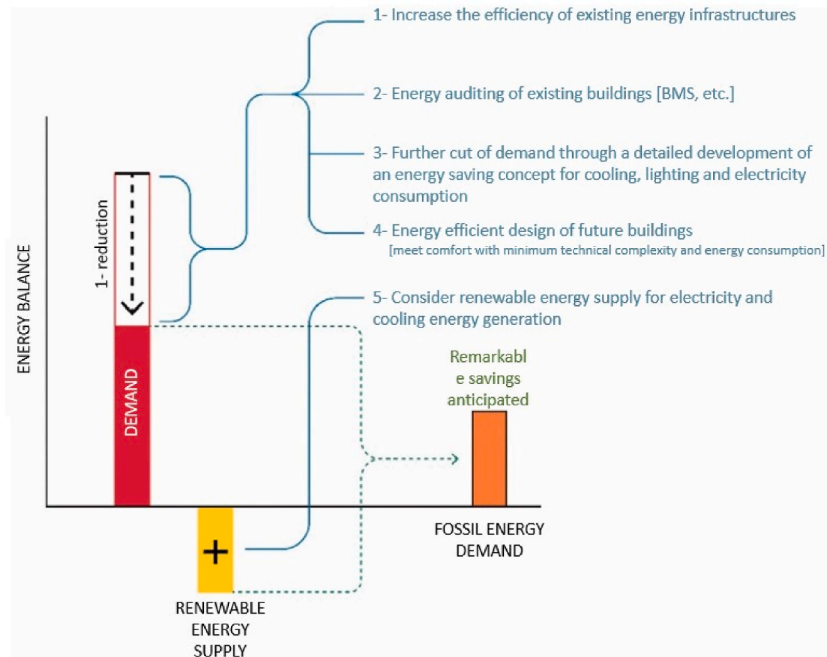 1- Increase the efficiency of existing energy infrastructures
2- Energy auditing of existing buildings [BMS, etc.]
3- Further cut of demand through a detailed development of
an energy saving concept for cooling, lighting and electricity
consumption
4- Energy efficient design of future buildings
[meet comfort with minimum technical complexity and energy consumption]
5- Consider renewable energy supply for electricity and
cooling energy generation
ENERGY BALANCE
1- reduction
DEMAND
Remarkabl
e savings
anticipated
+
FOSSIL ENERGY
DEMAND
RENEWABLE
ENERGY
SUPPLY